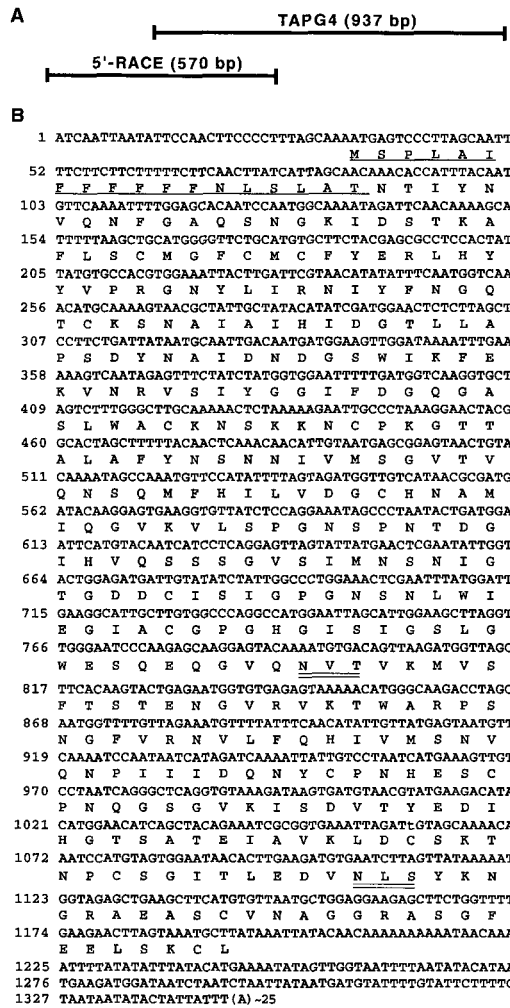 A
TAPG4 (937 bp)
5'-RACE (570 bp)
B
1 ATCAATTAATATTCCAACTTCCCCTTTAGCAAAATGAGTCCCTTAGCAATT
M S P L A I
52 TTCTTCTTCTTTTTCTTCAACTTATCATTAGCAACAAACACCATTTACAAT
F F F F F F N L S L A T N T I Y N
103 GTTCAAAATTTTGGAGCACAATCCAATGGCAAAATAGATTCAACAAAAGCA
V Q N F G A Q S N G K I D S T K A
154 TTTTTAAGCTGCATGGGGTTCTGCATGTGCTTCTACGAGCGCCTCCACTAT
F L S C M G F C M C F Y E R L H Y
205 TATGTGCCACGTGGAAATTACTTGATTCGTAACATATATTTCAATGGTCAA
Y V P R G N Y L I R N I Y F N G Q
256 ACATGCAAAAGTAACGCTATTGCTATACATATCGATGGAACTCTCTTAGCT
T C K S N A I A I H I D G T L L A
307 CCTTCTGATTATAATGCAATTGACAATGATGGAAGTTGGATAAAATTTGAA
P S D Y N A I D N D G S W I K F E
358 AAAGTCAATAGAGTTTCTATCTATGGTGGAATTTTTGATGGTCAAGGTGCT
K V N R V S I Y G G I F D G Q G A
409 AGTCTTTGGGCTTGCAAAAACTCTAAAAAGAATTGCCCTAAAGGAACTACG
S L W A C K N S K K N C P K G T T
460 GCACTAGCTTTTTACAACTCAAACAACATTGTAATGAGCGGAGTAACTGTA
A L A F Y N S N N I V M S G V T V
511 CAAAATAGCCAAATGTTCCATATTTTAGTAGATGGTTGTCATAACGCGATG
Q N S Q M F H I L V D G C H N A M
562 ATACAAGGAGTGAAGGTGTTATCTCCAGGAAATAGCCCTAATACTGATGGA
I Q G V K V L S P G N S P N T D G
613 ATTCATGTACAATCATCCTCAGGAGTTAGTATTATGAACTCGAATATTGGT
I H V Q S S S G V S I M N S N I G
664 ACTGGAGATGATTGTATATCTATTGGCCCTGGAAACTCGAATTTATGGATT
T G D D C I S I G P G N S N L W I
715 GAAGGCATTGCTTGTGGCCCAGGCCATGGAATTAGCATTGGAAGCTTAGGT
E G I A C G P G H G I S I G S L G
766 TGGGAATCCCAAGAGCAAGGAGTACAAAATGTGACAGTTAAGATGGTTAGC
W E S Q E Q G V Q N V T V K M V S
817 TTCACAAGTACTGAGAATGGTGTGAGAGTAAAAACATGGGCAAGACCTAGC
F T S T E N G V R V K T W A R P S
868 AATGGTTTTGTTAGAAATGTTTTATTTCAACATATTGTTATGAGTAATGTT
N G F V R N V L F Q H I V M S N V
919 CAAAATCCAATAATCATAGATCAAAATTATTGTCCTAATCATGAAAGTTGT
Q N P I I I D Q N Y C P N H E S C
970 CCTAATCAGGGCTCAGGTGTAAAGATAAGTGATGTAACGTATGAAGACATA
P N Q G S G V K I S D V T Y E D I
1021 CATGGAACATCAGCTACAGAAATCGCGGTGAAATTAGATtGTAGCAAAACA
H G T S A T E I A V K L D C S K T
1072 AATCCATGTAGTGGAATAACACTTGAAGATGTGAATCTTAGTTATAAAAAT
N P C S G I T L E D V N L S Y K N
1123 GGTAGAGCTGAAGCTTCATGTGTTAATGCTGGAGGAAGAGCTTCTGGTTTT
G R A E A S C V N A G G R A S G F
1174 GAAGAACTTAGTAAATGCTTATAAATTATACAACAAAAAAAAAATAACAAA
E E L S K C L
1225 ATTTTATATATTTATACATGAAAATATAGTTGGTAATTTTAATATACATAA
1276 TGAAGATGGATAATCTAATCTAATTATAATGATGTATTTTGTATTCTTTTG
1327 TAATAATATACTATTATTT(A)~25